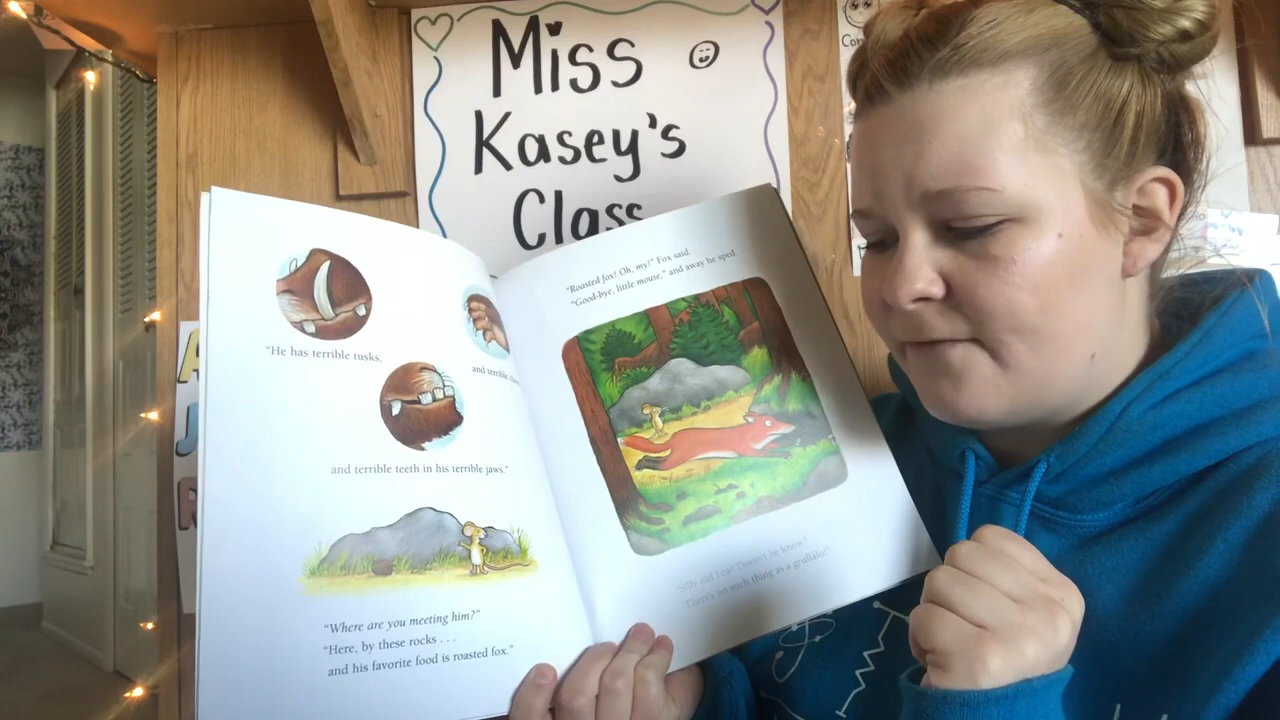 Miss
Kasey's
Class
Con
"He has terrible tusks,
and terrible
and terrible teeth in his terrible jaws."
"Where are you meeting him?"
"Here, by these rocks . . .
and his favorite food is roasted fox."
"Roasted fox! Oh, my!" Fox said.
"Good-bye, little mouse," and away he sped.
"Silly old Fox! Doesn't he know?
There's no such thing as a gruffalo!"